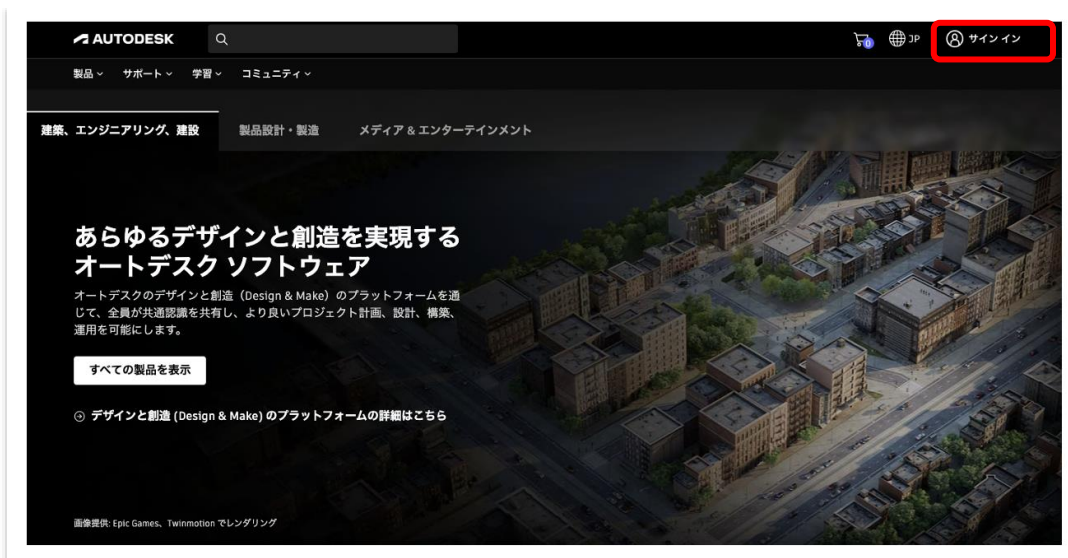 AUTODESK
0
JP
サイン イン
製品
サポート
学習
コミュニティ
建築、エンジニアリング、建設
製品設計・製造
メディア & エンターテインメント
あらゆるデザインと創造を実現する
オートデスク ソフトウェア
オートデスクのデザインと創造（Design & Make）のプラットフォームを通
じて、全員が共通認識を共有し、より良いプロジェクト計画、設計、構築、
運用を可能にします。
すべての製品を表示
デザインと創造 (Design & Make) のプラットフォームの詳細はこちら
画像提供: Epic Games、Twinmotion でレンダリング